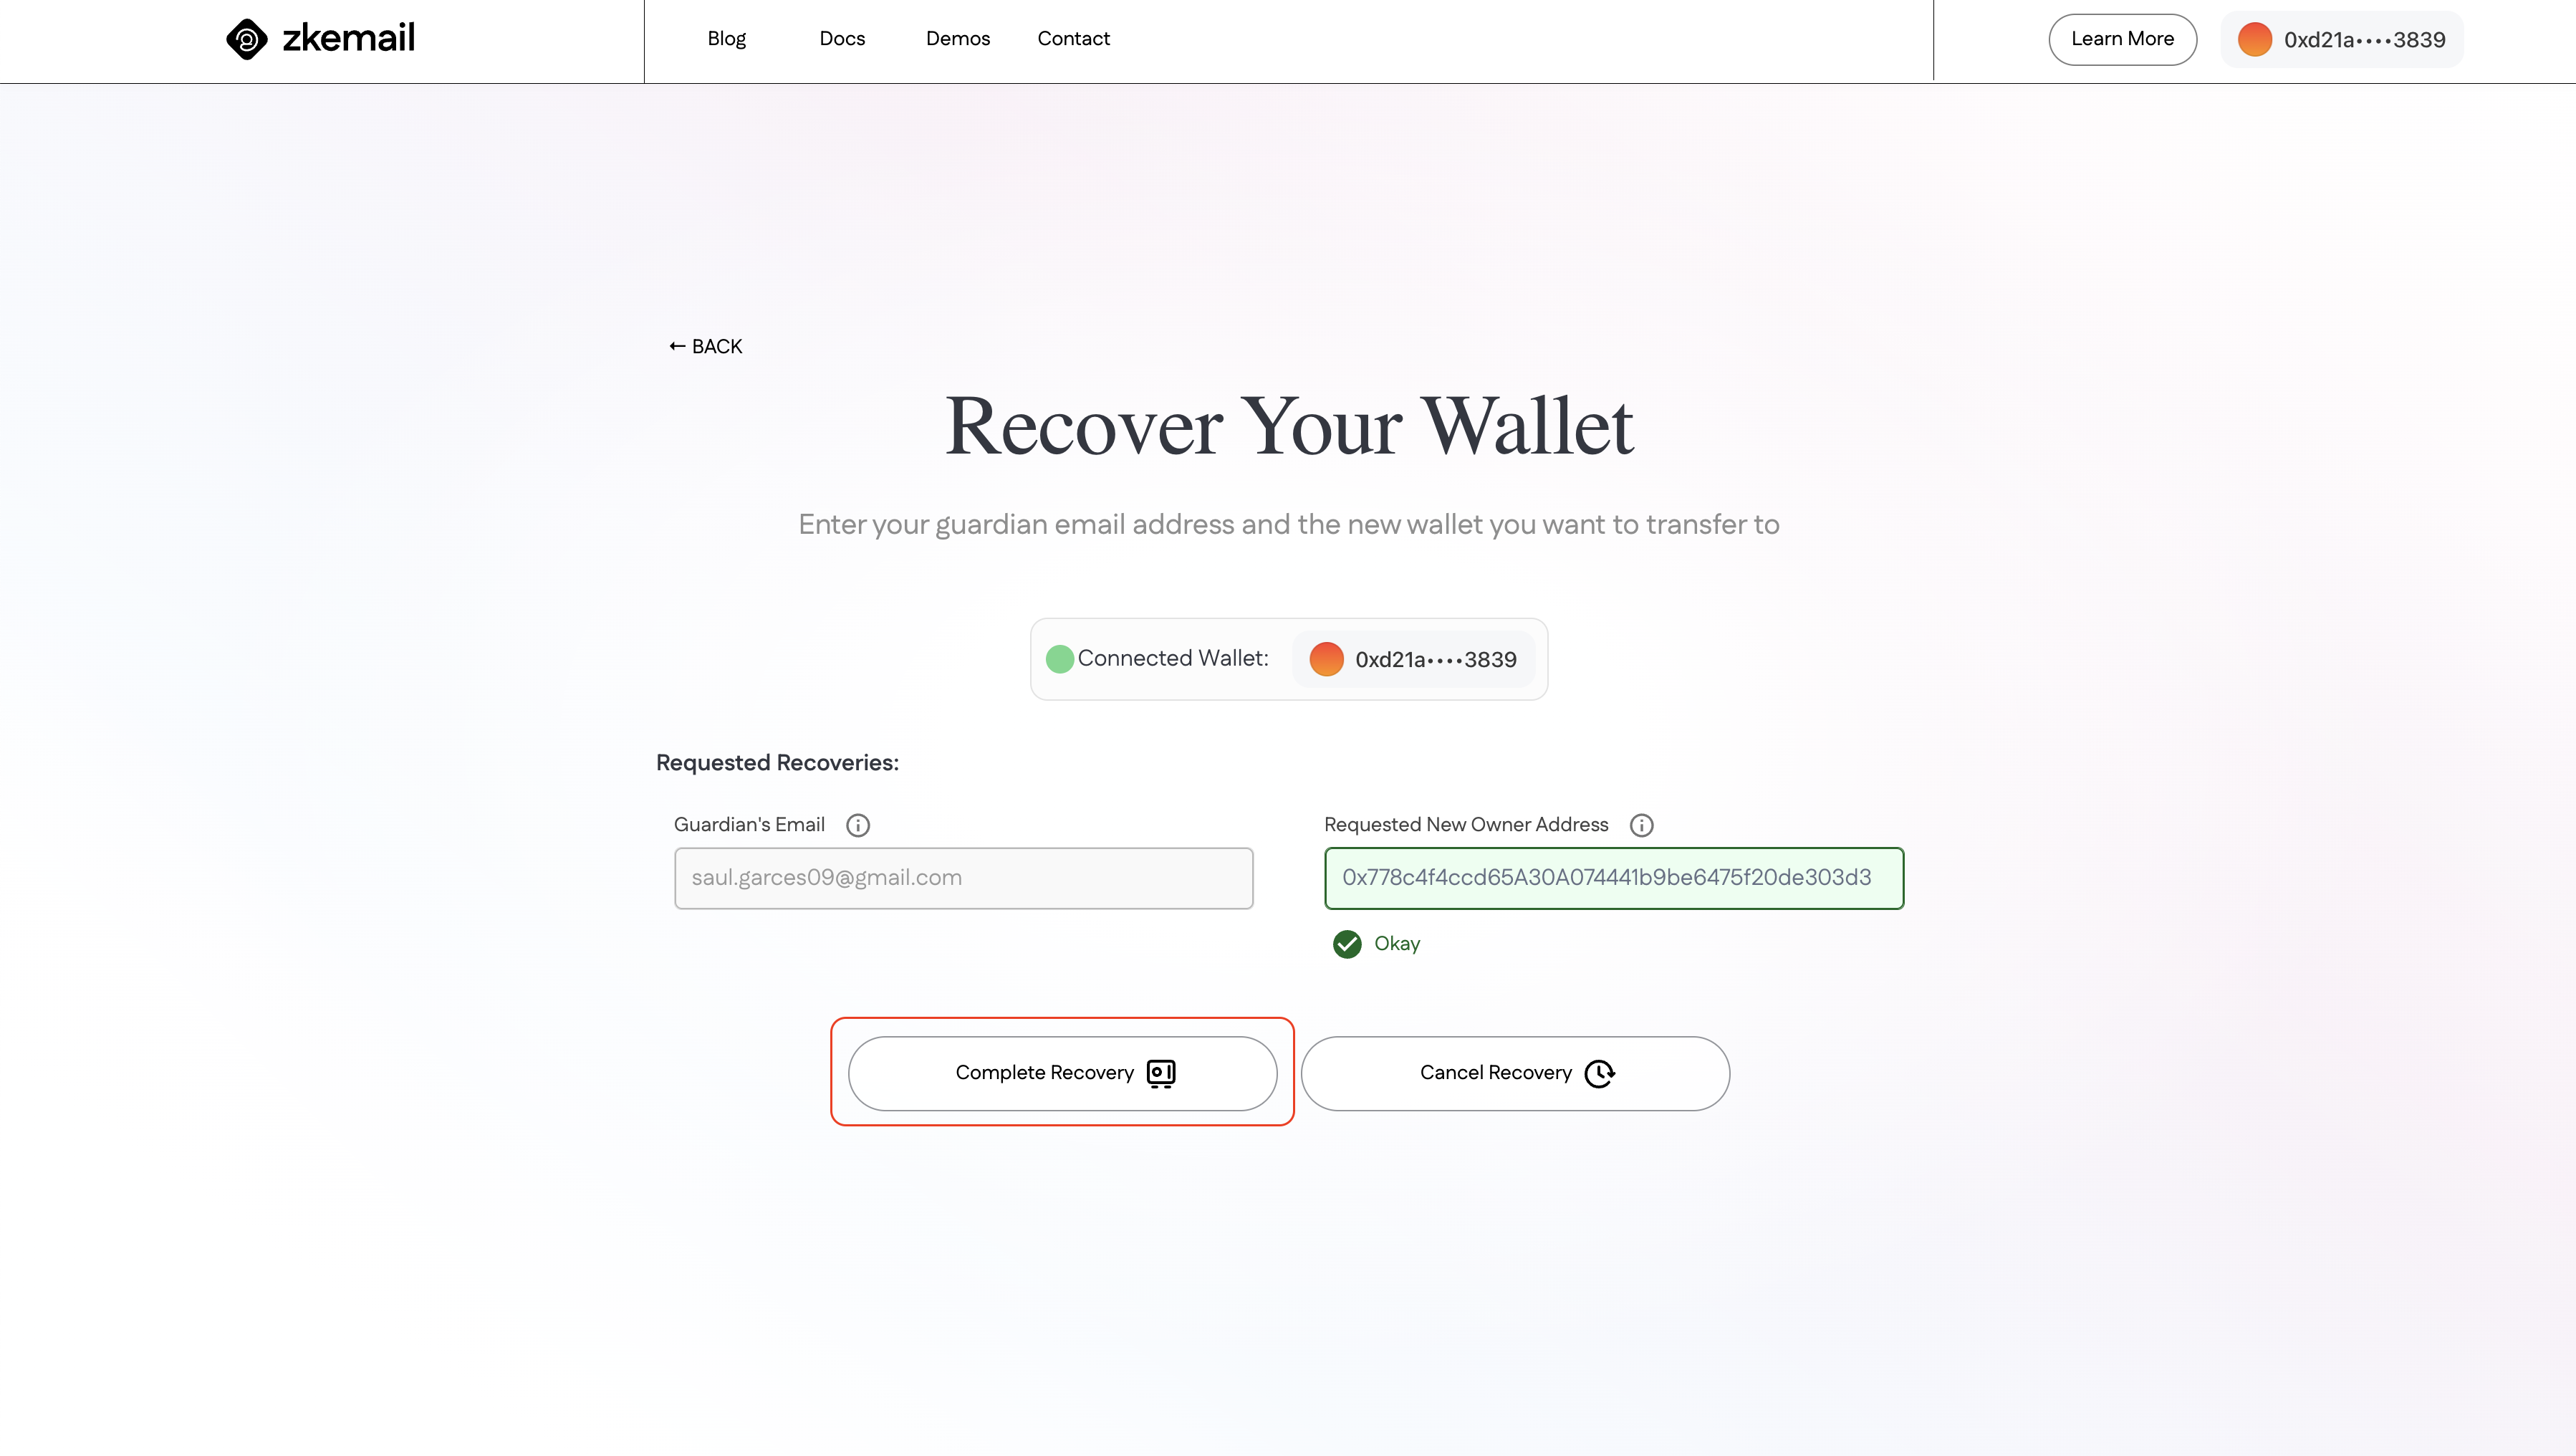 zkemail
Blog Docs Demos Contact
Learn More
0xd21a••••3839
← BACK
Recover Your Wallet
Enter your guardian email address and the new wallet you want to transfer to
Connected Wallet: 0xd21a••••3839
Requested Recoveries:
Guardian's Email
Requested New Owner Address
saul.garces09@gmail.com
0x778c4f4ccd65A30A074441b9be6475f20de303d3
Okay
Complete Recovery
Cancel Recovery